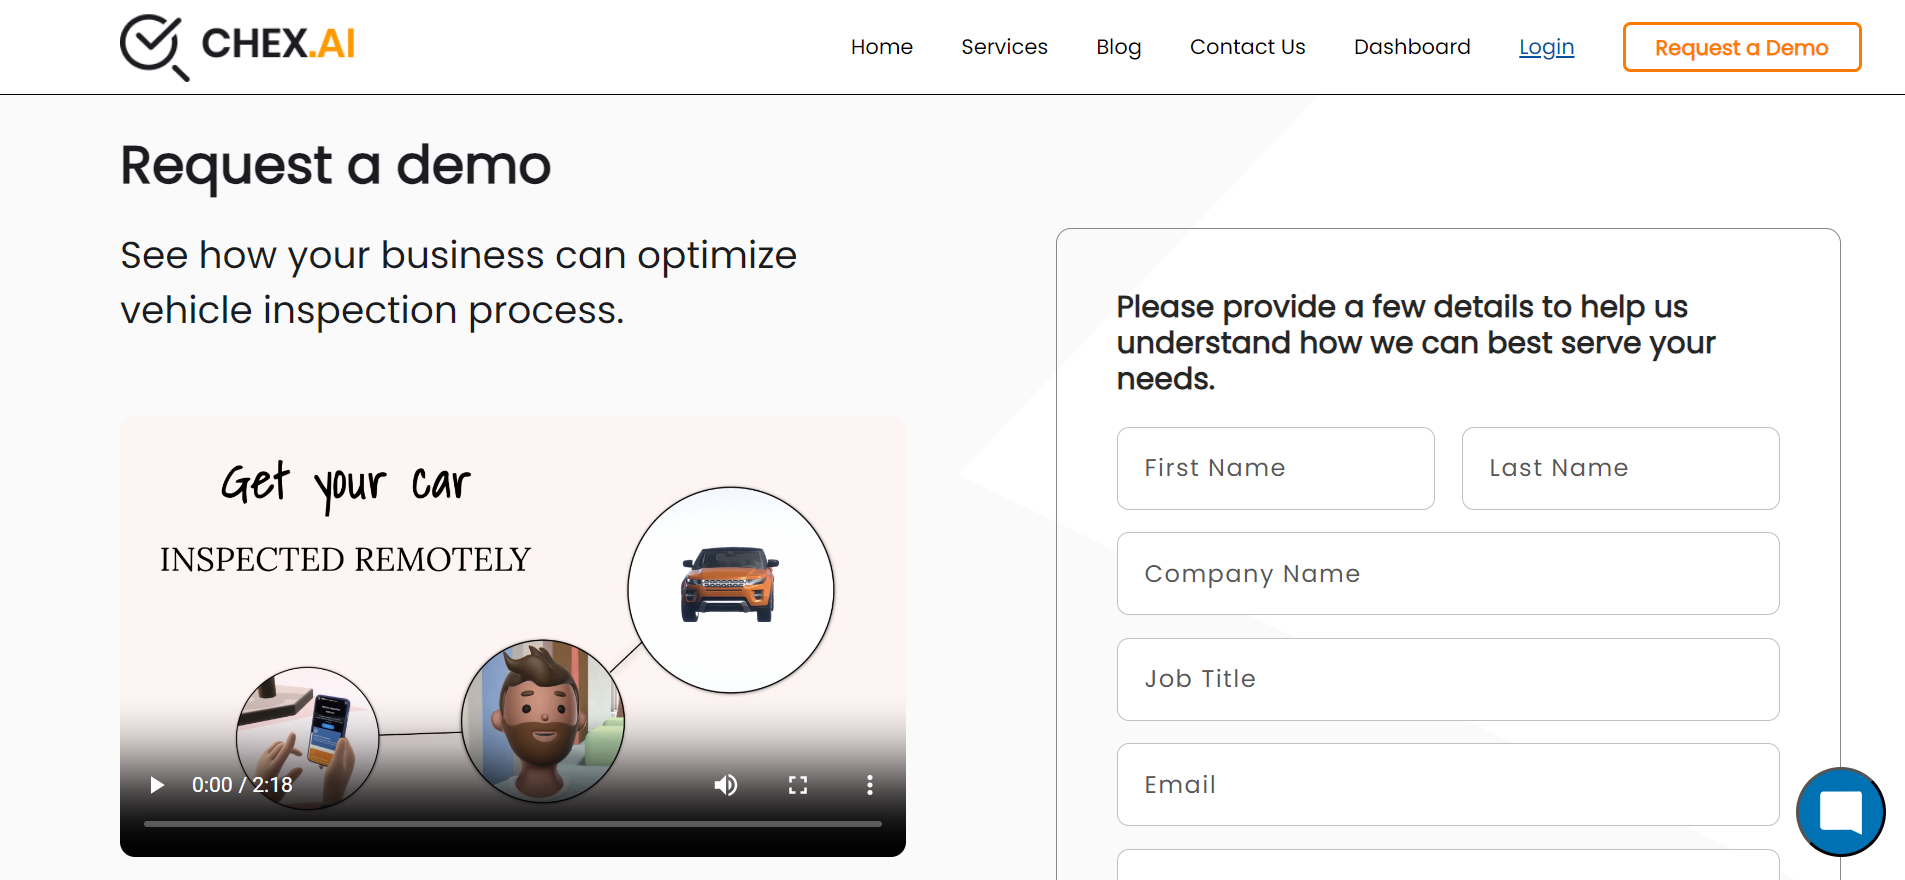 CHEX.AI
Home
Services
Blog
Contact Us
Dashboard
Login
Request a Demo
Request a demo
See how your business can optimize
vehicle inspection process.
Get your car
INSPECTED REMOTELY
0:00 / 2:18
Please provide a few details to help us
understand how we can best serve your
needs.
First Name
Last Name
Company Name
Job Title
Email